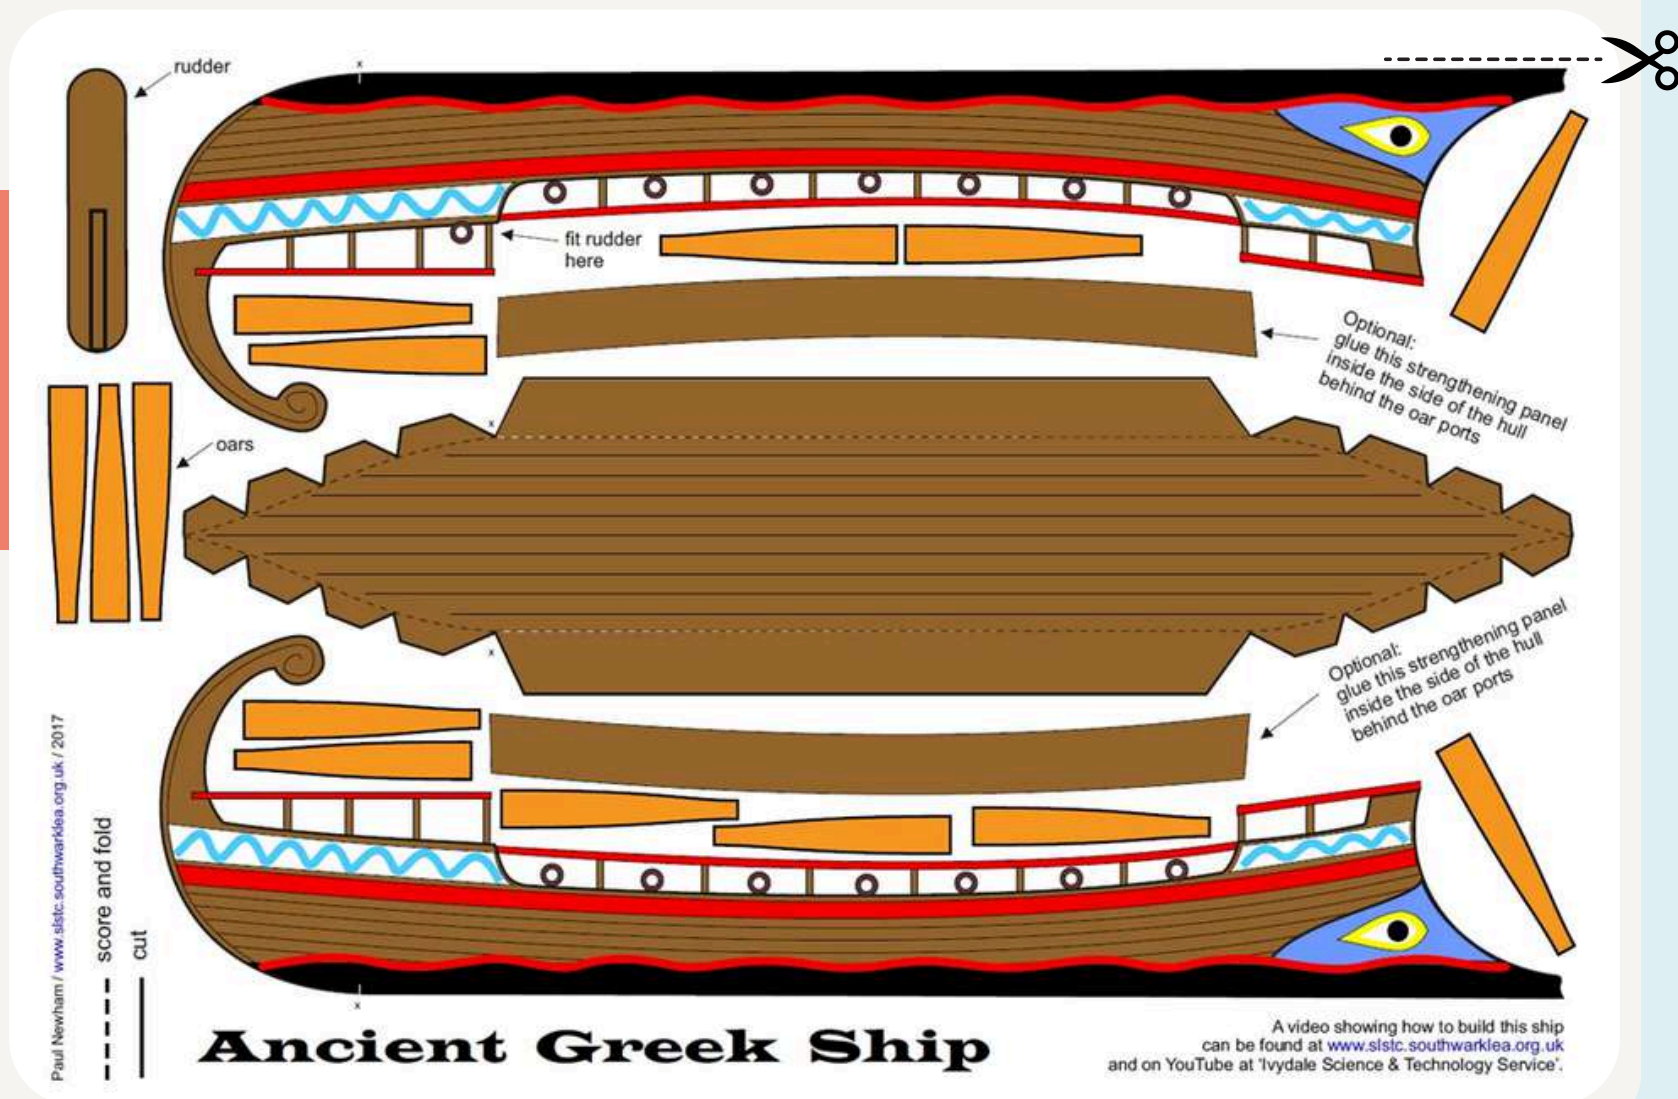 x
rudder
fit rudder
here
Optional:
glue this strengthening panel
inside the side of the hull
behind the oar ports
x
oars
x
Optional:
glue this strengthening panel
inside the side of the hull
behind the oar ports
Paul Newham / www.slstc.southwarklea.org.uk / 2017
score and fold
cut
x
Ancient Greek Ship
A video showing how to build this ship
can be found at www.slstc.southwarklea.org.uk
and on YouTube at 'Ivydale Science & Technology Service'.